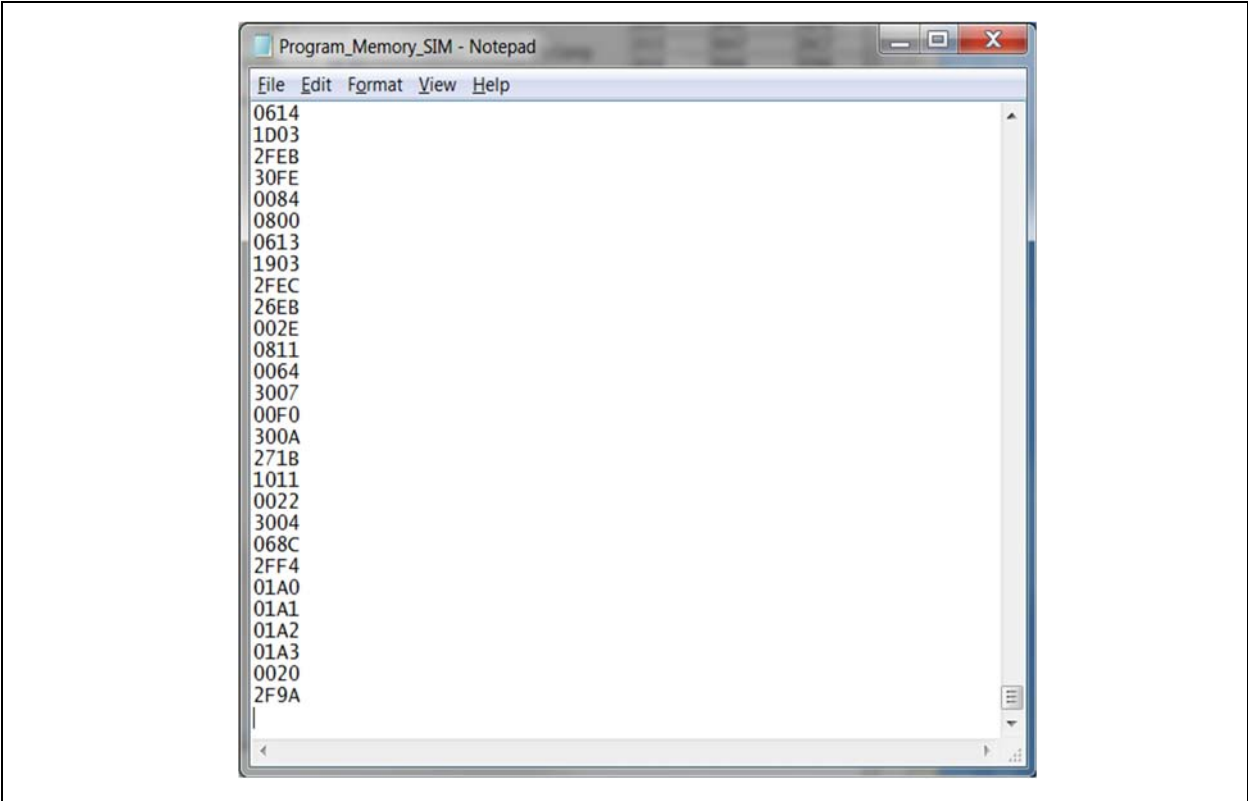 Program_Memory_SIM - Notepad
File Edit Format View Help
0614
1D03
2FEB
30FE
0084
0800
0613
1903
2FEC
26EB
002E
0811
0064
3007
00F0
300A
271B
1011
0022
3004
068C
2FF4
01A0
01A1
01A2
01A3
0020
2F9A